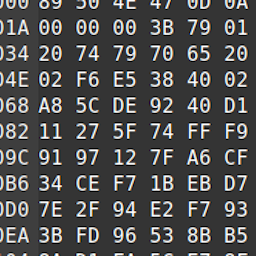 000 89 50 4E 47 0D 0A
01A 00 00 00 3B 79 01
034 20 74 79 70 65 20
04E 02 F6 E5 38 40 02
068 A8 5C DE 92 40 D1
082 11 27 5F 74 FF F9
09C 91 97 12 7F A6 CF
0B6 34 CE F7 1B EB D7
0D0 7E 2F 94 E2 F7 93
0EA 3B FD 96 53 8B B5